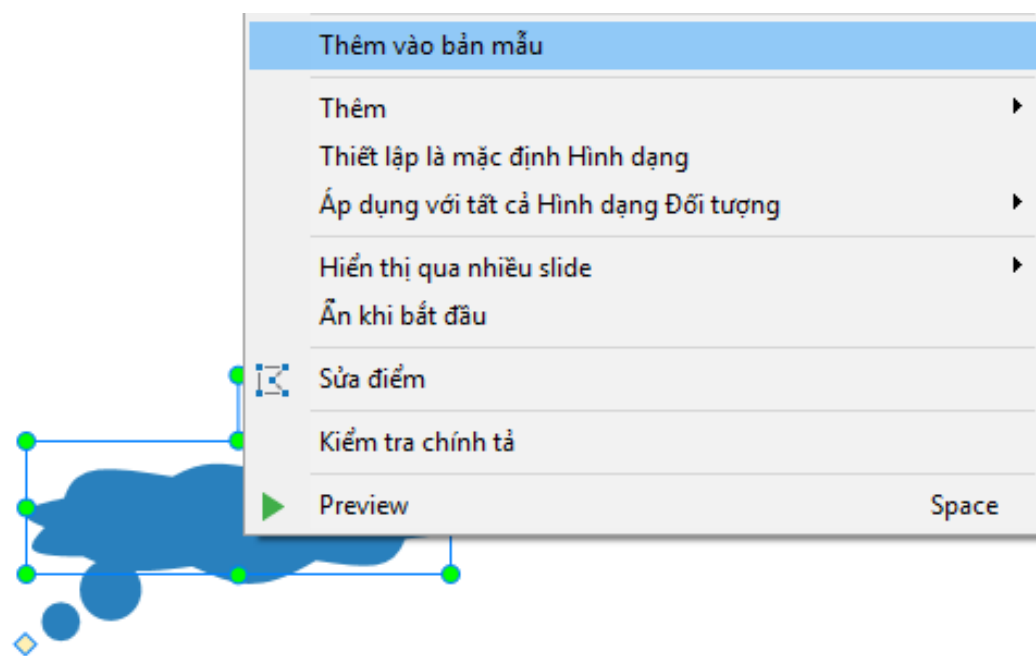 Thêm vào bản mẫu
Thêm
Thiết lập là mặc định Hình dạng
Áp dụng với tất cả Hình dạng Đối tượng
Hiển thị qua nhiều slide
Ẩn khi bắt đầu
Sửa điểm
Kiểm tra chính tả
Preview Space